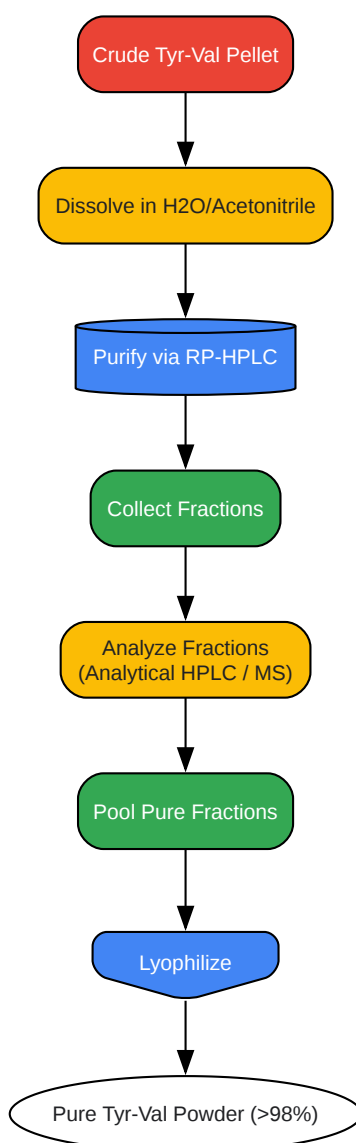 Crude Tyr-Val Pellet
Dissolve in H2O/Acetonitrile
Purify via RP-HPLC
Collect Fractions
Analyze Fractions
(Analytical HPLC / MS)
Pool Pure Fractions
Lyophilize
Pure Tyr-Val Powder (>98%)